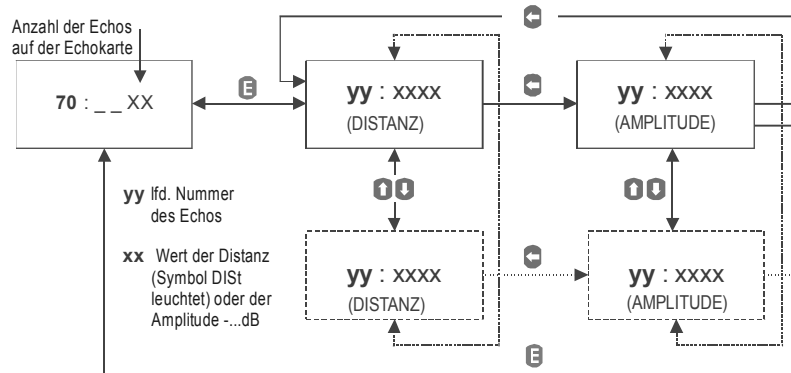 Anzahl der Echos
auf der Echokarte
70 : _ _ XX
E
yy : xxxx
(DISTANZ)
yy : xxxx
(AMPLITUDE)
yy lfd. Nummer
des Echos
xx Wert der Distanz
(Symbol DISt
leuchtet) oder der
Amplitude -...dB
yy : xxxx
(DISTANZ)
yy : xxxx
(AMPLITUDE)
E